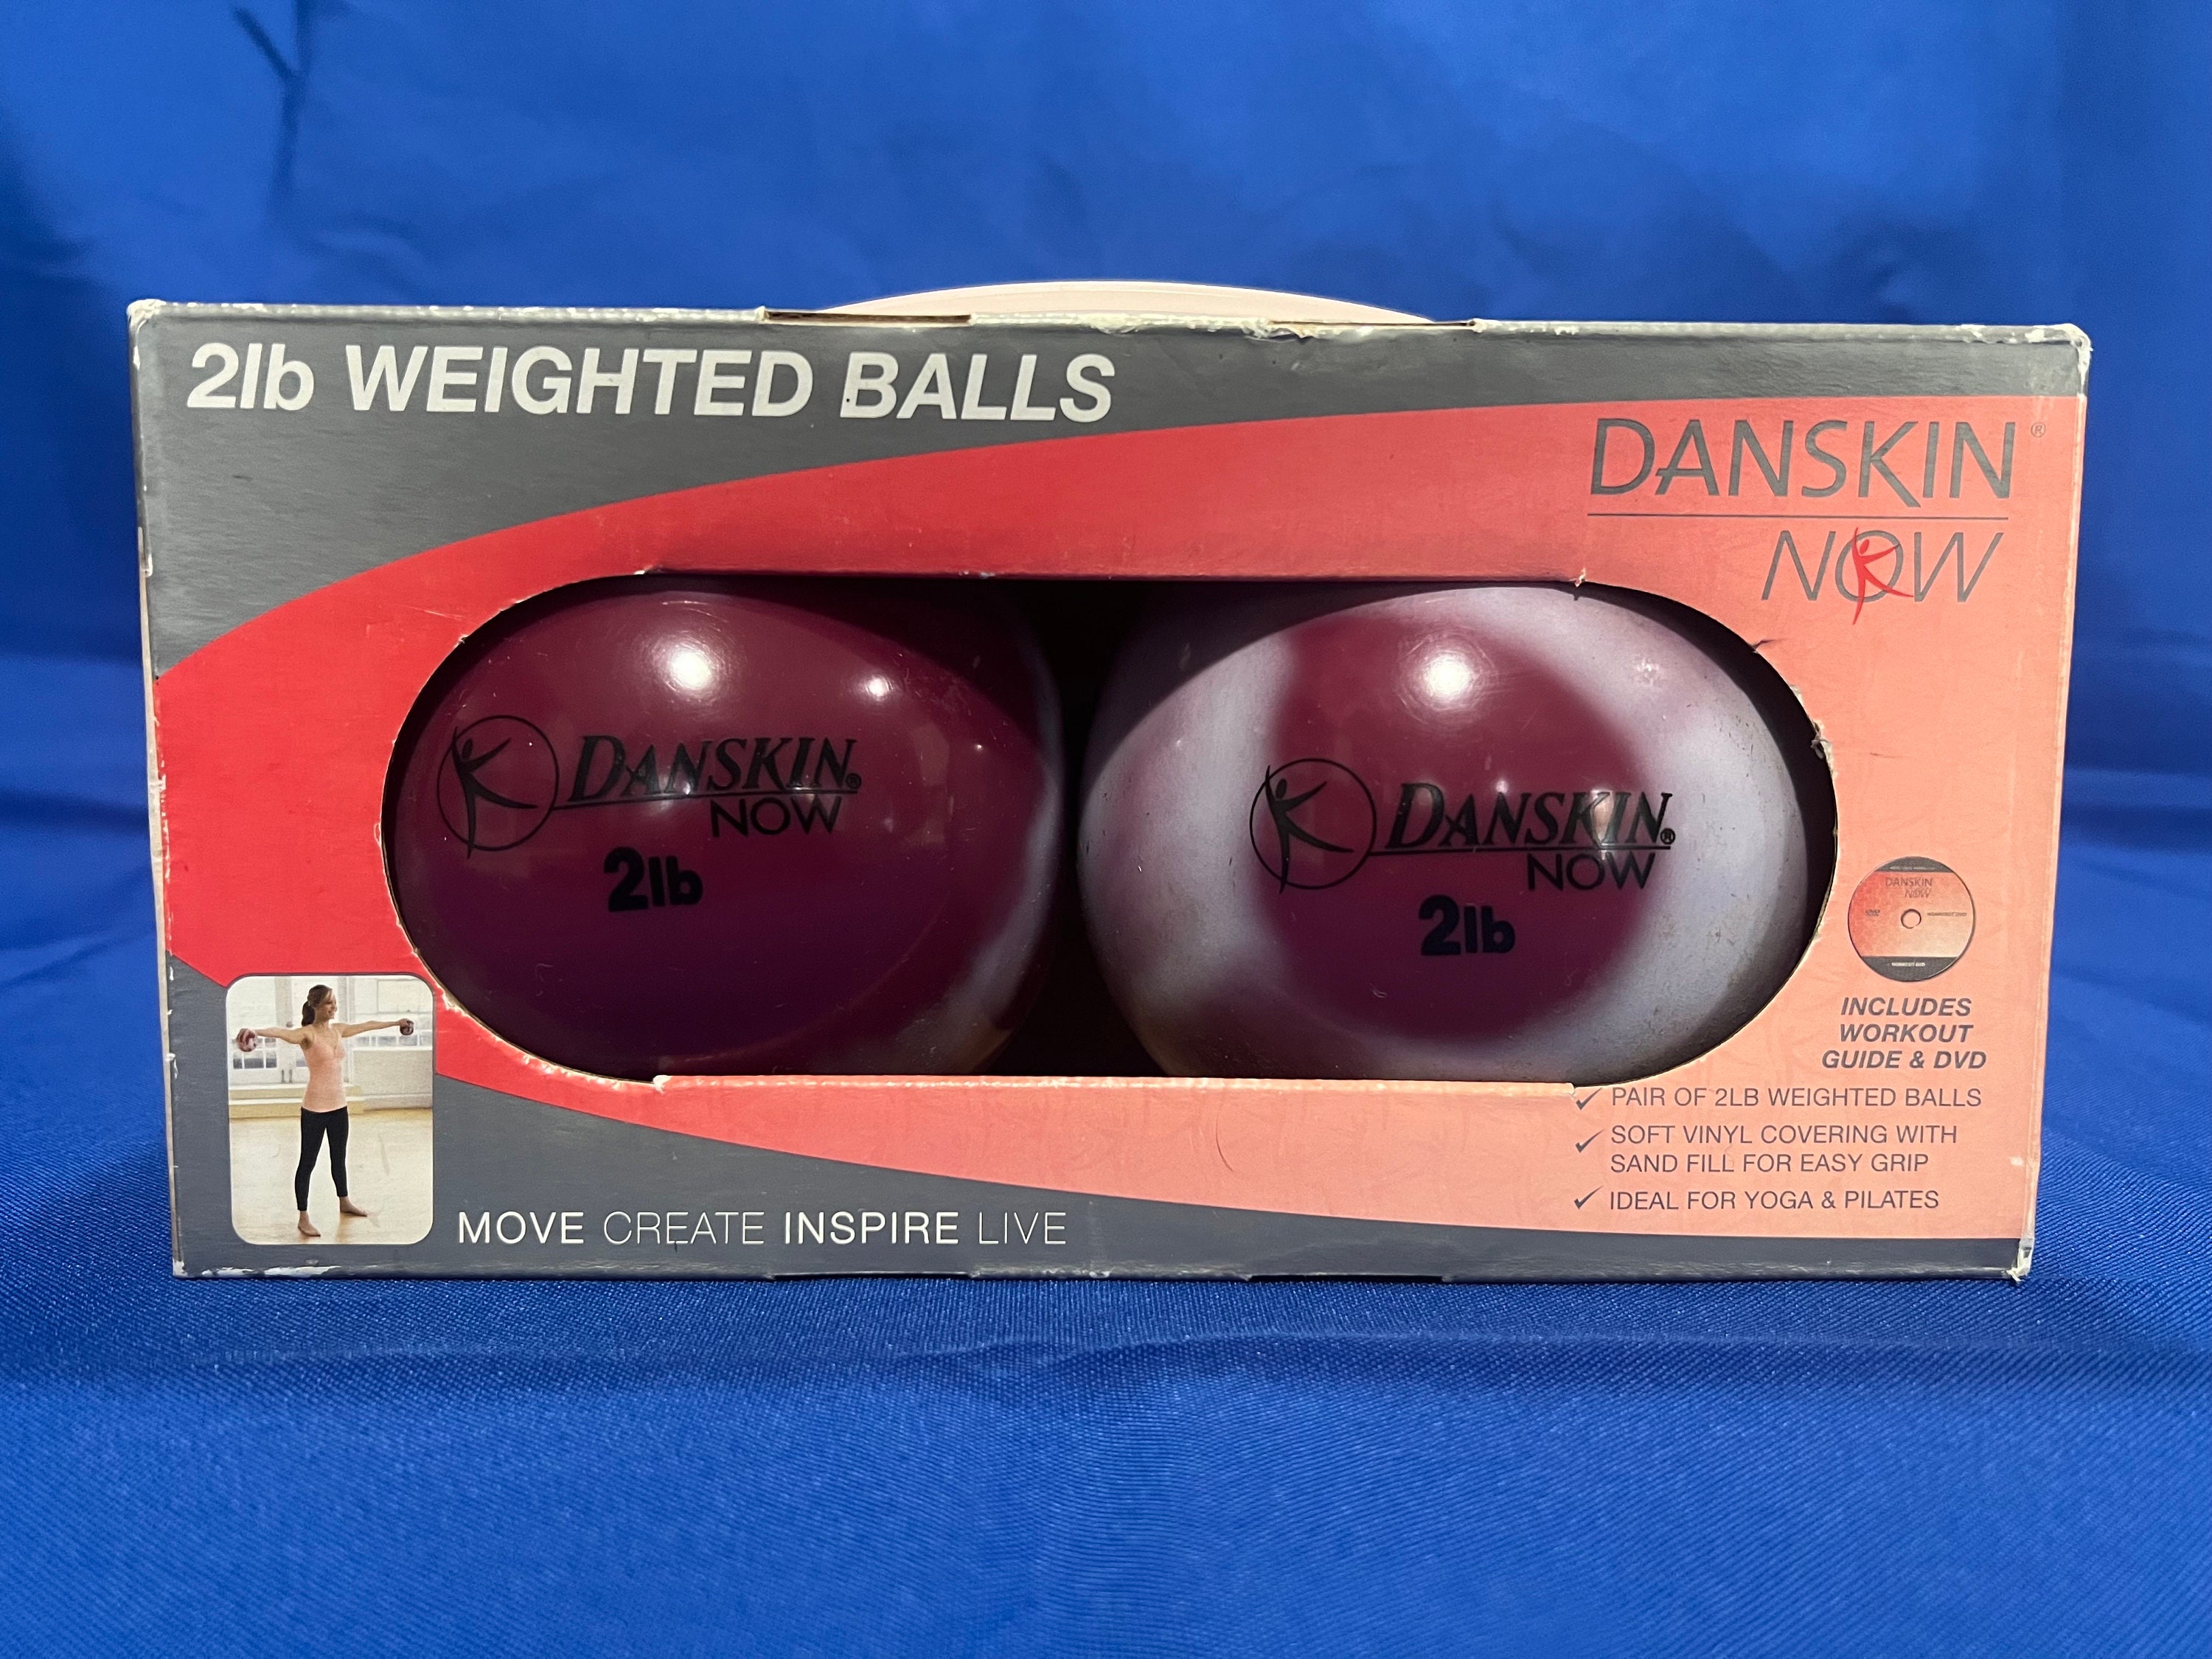 2lb WEIGHTED BALLS
DANSKIN®
NOW
DANSKIN®
NOW
2lb
DANSKIN®
NOW
2lb
DANSKIN
NOW
INCLUDES
WORKOUT
GUIDE & DVD
✓ PAIR OF 2LB WEIGHTED BALLS
✓ SOFT VINYL COVERING WITH
SAND FILL FOR EASY GRIP
✓ IDEAL FOR YOGA & PILATES
MOVE CREATE INSPIRE LIVE